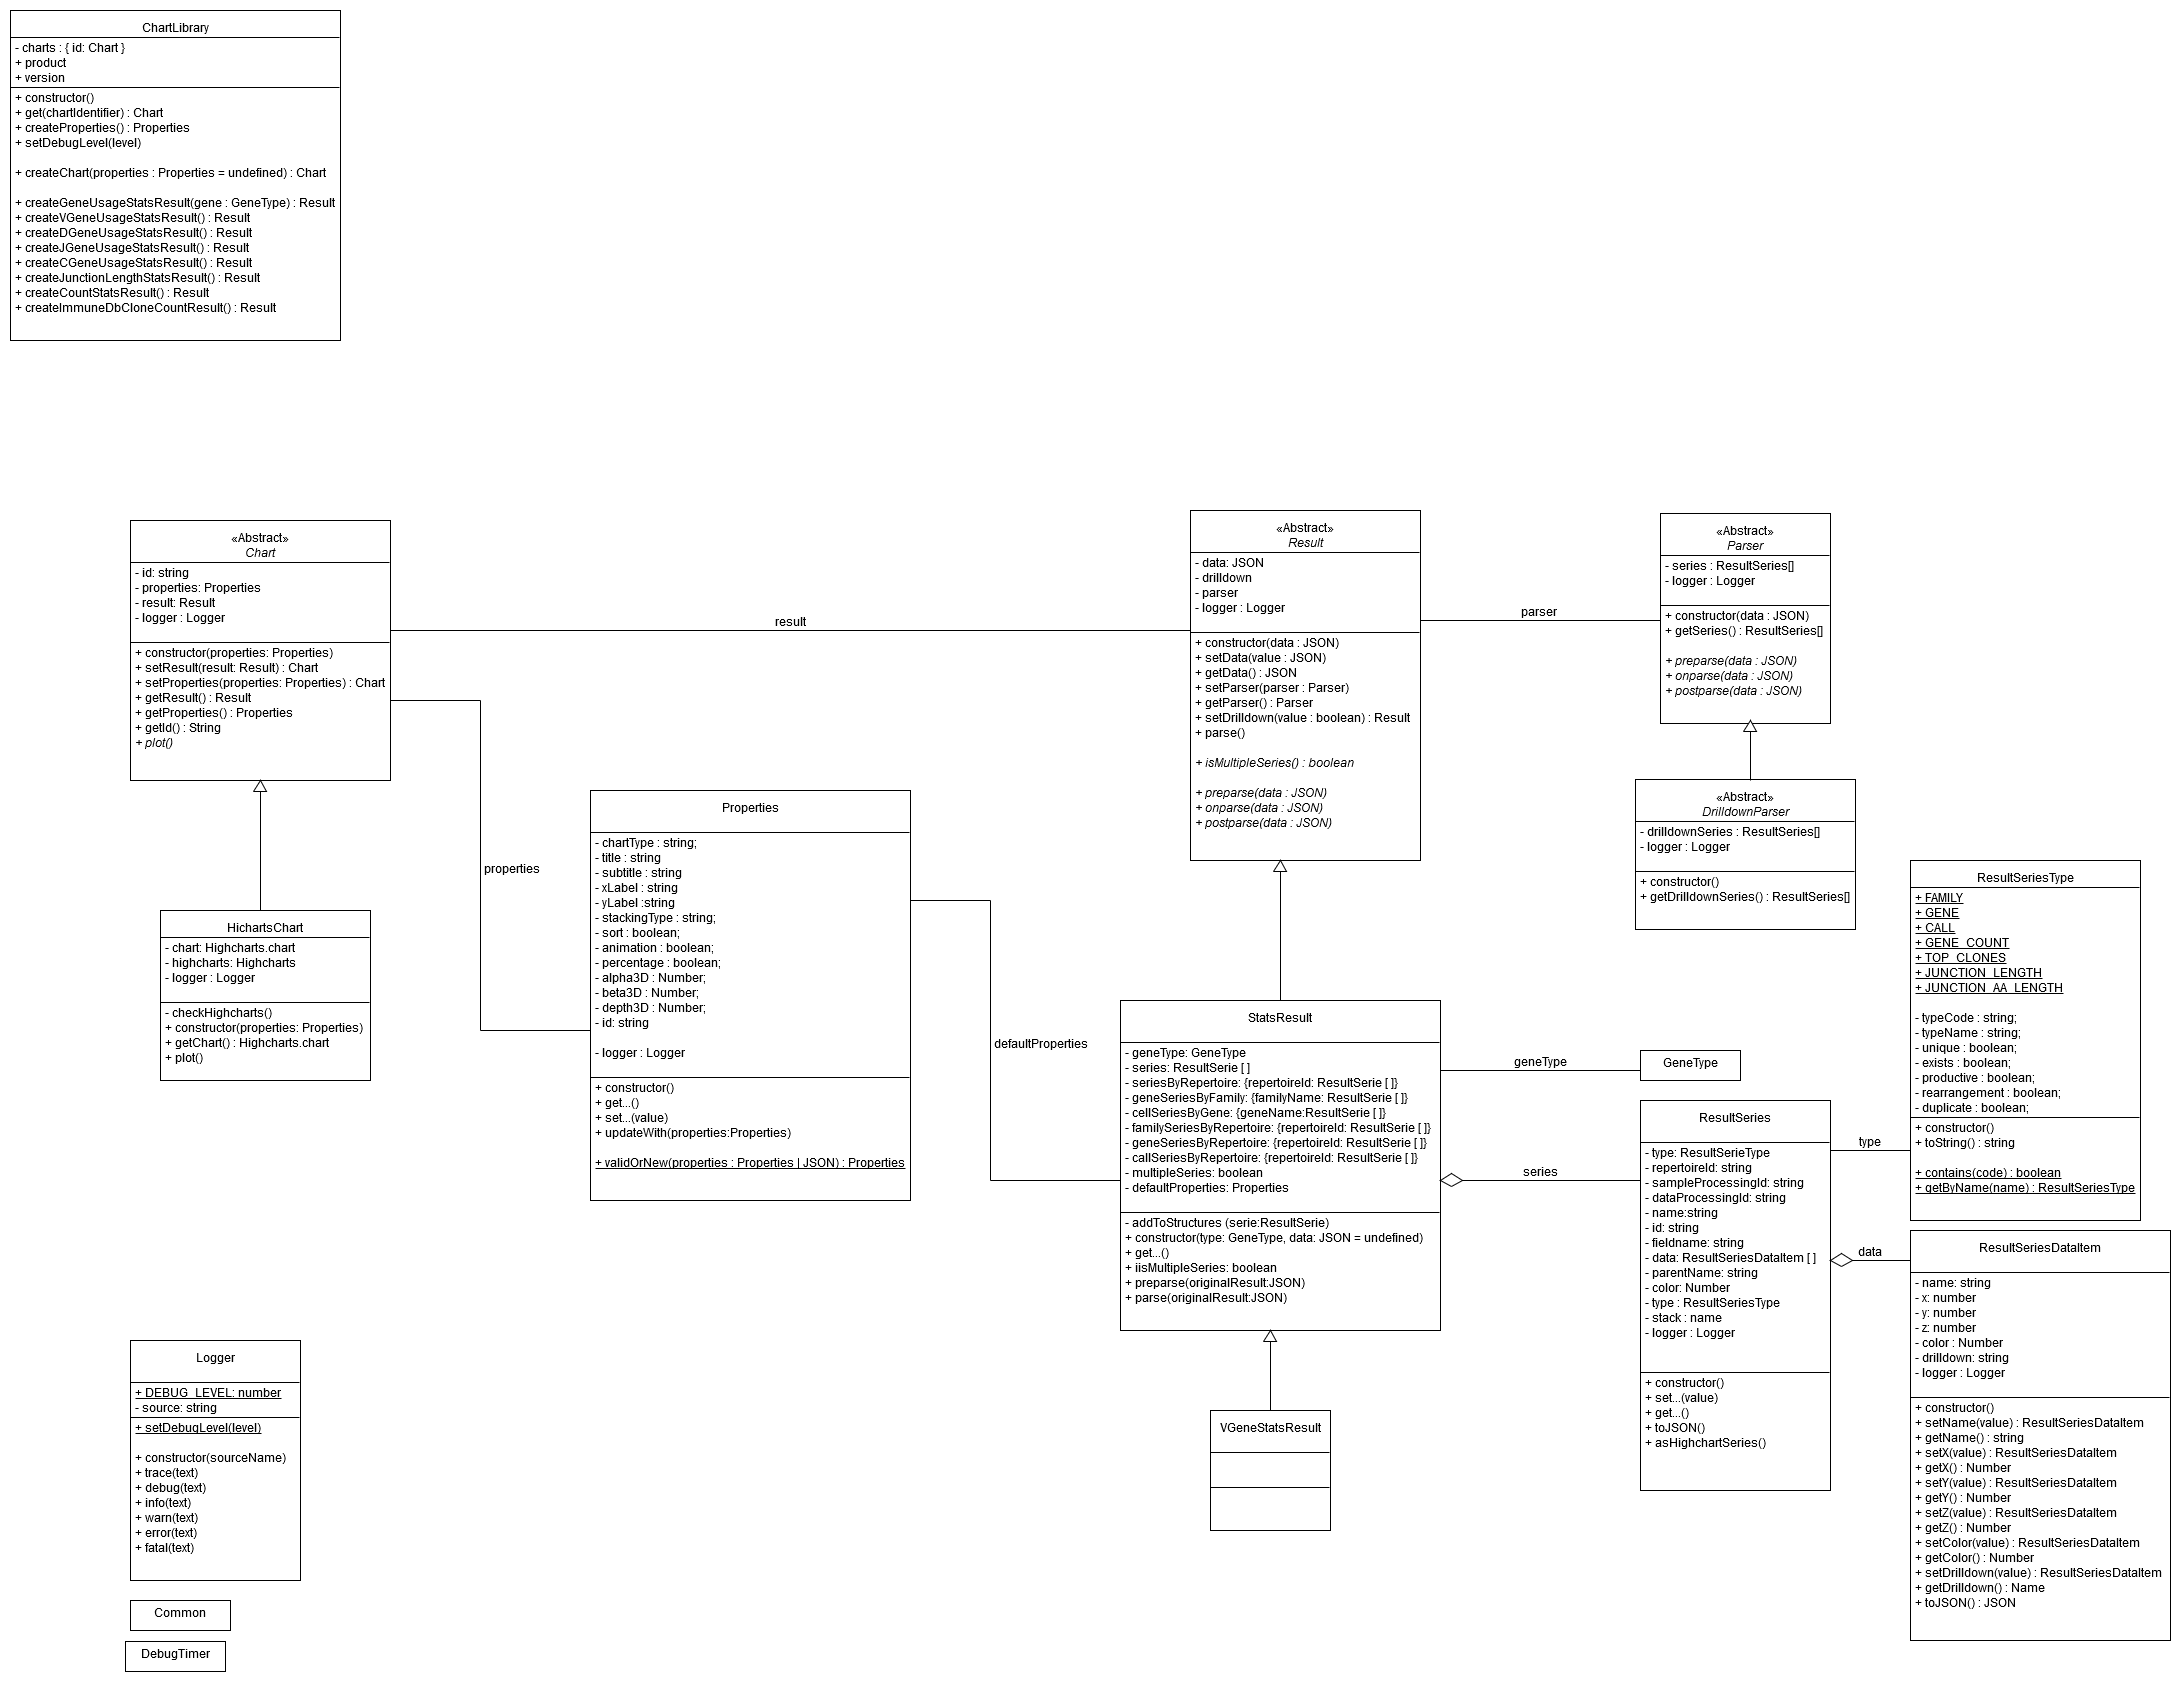 ChartLibrary
- charts : { id: Chart }
+ product
+ version
+ constructor()
+ get(chartIdentifier) : Chart
+ createProperties() : Properties
+ setDebugLevel(level)
+ createChart(properties : Properties = undefined) : Chart
+ createGeneUsageStatsResult(gene : GeneType) : Result
+ createVGeneUsageStatsResult() : Result
+ createDGeneUsageStatsResult() : Result
+ createJGeneUsageStatsResult() : Result
+ createCGeneUsageStatsResult() : Result
+ createJunctionLengthStatsResult() : Result
+ createCountStatsResult() : Result
+ createImmuneDbCloneCountResult() : Result
«Abstract»
Chart
- id: string
- properties: Properties
- result: Result
- logger : Logger
+ constructor(properties: Properties)
+ setResult(result: Result) : Chart
+ setProperties(properties: Properties) : Chart
+ getResult() : Result
+ getProperties() : Properties
+ getId() : String
+ plot()
result
«Abstract»
Result
- data: JSON
- drilldown
- parser
- logger : Logger
+ constructor(data : JSON)
+ setData(value : JSON)
+ getData() : JSON
+ setParser(parser : Parser)
+ getParser() : Parser
+ setDrilldown(value : boolean) : Result
+ parse()
+ isMultipleSeries() : boolean
+ preparse(data : JSON)
+ onparse(data : JSON)
+ postparse(data : JSON)
parser
«Abstract»
Parser
- series : ResultSeries[]
- logger : Logger
+ constructor(data : JSON)
+ getSeries() : ResultSeries[]
+ preparse(data : JSON)
+ onparse(data : JSON)
+ postparse(data : JSON)
«Abstract»
DrilldownParser
- drilldownSeries : ResultSeries[]
- logger : Logger
+ constructor()
+ getDrilldownSeries() : ResultSeries[]
HichartsChart
- chart: Highcharts.chart
- highcharts: Highcharts
- logger : Logger
- checkHighcharts()
+ constructor(properties: Properties)
+ getChart() : Highcharts.chart
+ plot()
properties
Properties
- chartType : string;
- title : string
- subtitle : string
- xLabel : string
- yLabel :string
- stackingType : string;
- sort : boolean;
- animation : boolean;
- percentage : boolean;
- alpha3D : Number;
- beta3D : Number;
- depth3D : Number;
- id: string
- logger : Logger
+ constructor()
+ get...()
+ set...(value)
+ updateWith(properties:Properties)
+ validOrNew(properties : Properties | JSON) : Properties
defaultProperties
StatsResult
- geneType: GeneType
- series: ResultSerie [ ]
- seriesByRepertoire: {repertoireId: ResultSerie [ ]}
- geneSeriesByFamily: {familyName: ResultSerie [ ]}
- cellSeriesByGene: {geneName:ResultSerie [ ]}
- familySeriesByRepertoire: {repertoireId: ResultSerie [ ]}
- geneSeriesByRepertoire: {repertoireId: ResultSerie [ ]}
- callSeriesByRepertoire: {repertoireId: ResultSerie [ ]}
- multipleSeries: boolean
- defaultProperties: Properties
- addToStructures (serie:ResultSerie)
+ constructor(type: GeneType, data: JSON = undefined)
+ get...()
+ iisMultipleSeries: boolean
+ preparse(originalResult:JSON)
+ parse(originalResult:JSON)
VGeneStatsResult
geneType
GeneType
series
ResultSeries
- type: ResultSerieType
- repertoireId: string
- sampleProcessingId: string
- dataProcessingId: string
- name:string
- id: string
- fieldname: string
- data: ResultSeriesDataItem [ ]
- parentName: string
- color: Number
- type : ResultSeriesType
- stack : name
- logger : Logger
+ constructor()
+ set...(value)
+ get...()
+ toJSON()
+ asHighchartSeries()
type
ResultSeriesType
+ FAMILY
+ GENE
+ CALL
+ GENE_COUNT
+ TOP_CLONES
+ JUNCTION_LENGTH
+ JUNCTION_AA_LENGTH
- typeCode : string;
- typeName : string;
- unique : boolean;
- exists : boolean;
- productive : boolean;
- rearrangement : boolean;
- duplicate : boolean;
+ constructor()
+ toString() : string
+ contains(code) : boolean
+ getByName(name) : ResultSeriesType
data
ResultSeriesDataItem
- name: string
- x: number
- y: number
- z: number
- color : Number
- drilldown: string
- logger : Logger
+ constructor()
+ setName(value) : ResultSeriesDataItem
+ getName() : string
+ setX(value) : ResultSeriesDataItem
+ getX() : Number
+ setY(value) : ResultSeriesDataItem
+ getY() : Number
+ setZ(value) : ResultSeriesDataItem
+ getZ() : Number
+ setColor(value) : ResultSeriesDataItem
+ getColor() : Number
+ setDrilldown(value) : ResultSeriesDataItem
+ getDrilldown() : Name
+ toJSON() : JSON
Logger
+ DEBUG_LEVEL: number
- source: string
+ setDebugLevel(level)
+ constructor(sourceName)
+ trace(text)
+ debug(text)
+ info(text)
+ warn(text)
+ error(text)
+ fatal(text)
Common
DebugTimer